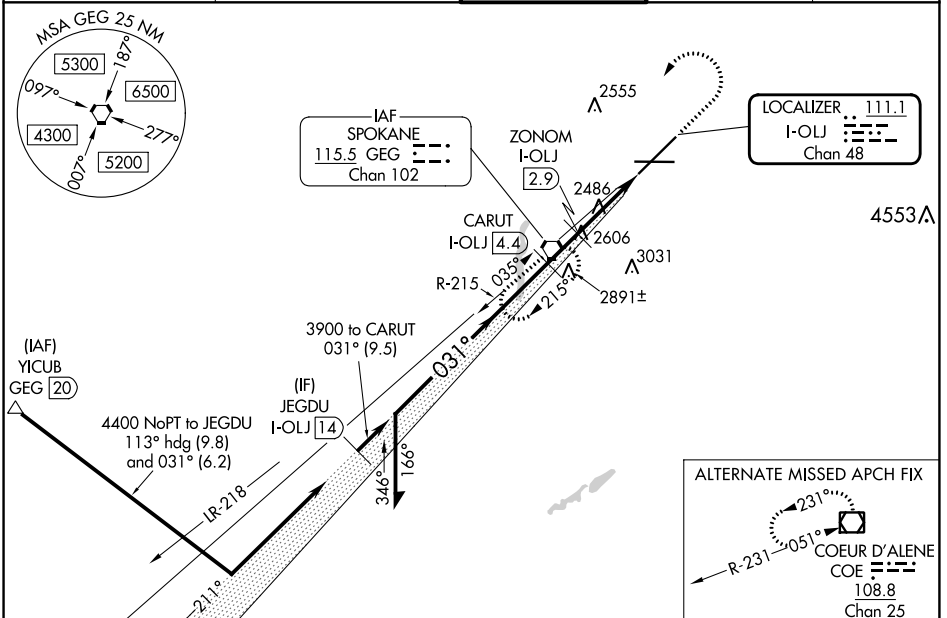 MSA GEG 25 NM
5300
187°
097°
6500
4300
277°
007°
5200
IAF
SPOKANE
115.5 GEG
Chan 102
2555
LOCALIZER 111.1
I-OLJ
Chan 48
ZONOM
I-OLJ
2.9
2486
4553
CARUT
I-OLJ 4.4
2606
3031
035°
R-215
215°
2891±
3900 to CARUT
031° (9.5)
031°
(IAF)
YICUB
GEG 20
(IF)
JEGDU
I-OLJ 14
4400 NoPT to JEGDU
113° hdg (9.8)
and 031° (6.2)
346°
166°
LR-218
211°
ALTERNATE MISSED APCH FIX
231°
R-231
051°
COEUR D'ALENE
COE
108.8
Chan 25